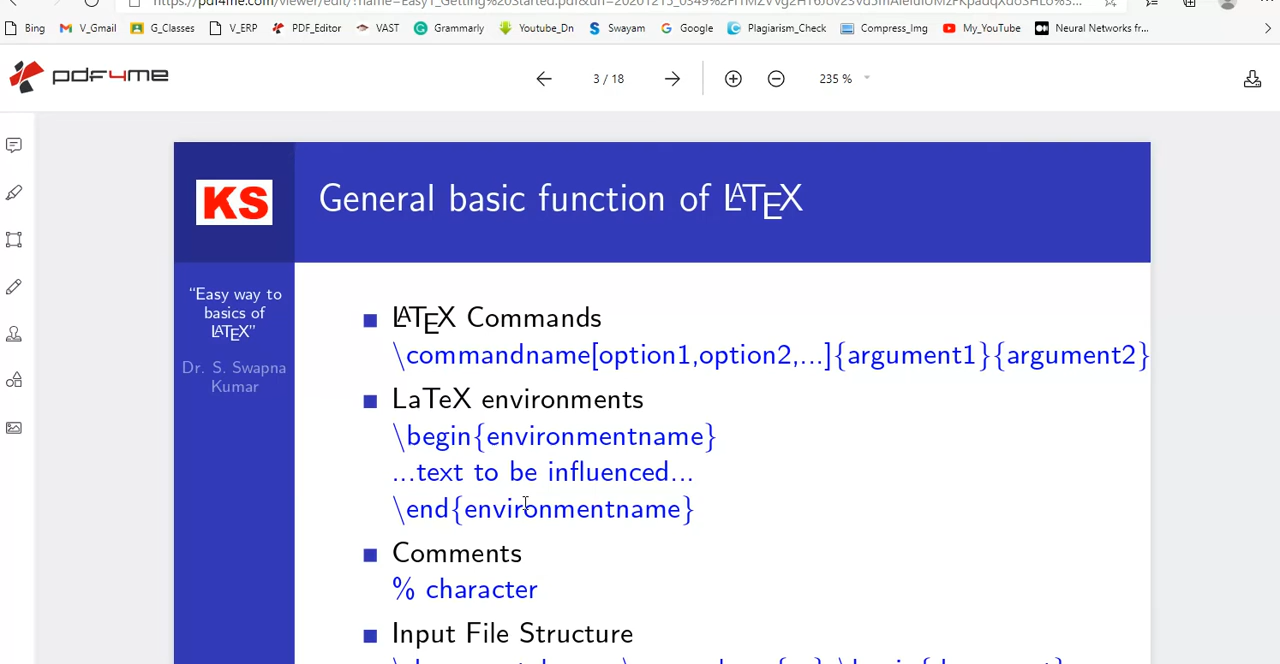 Bing V_Gmail G_Classes V_ERP PDF_Editor VAST Grammarly Youtube_Dn Swayam Google Plagiarism_Check Compress_Img My_YouTube Neural Networks fr...
pdf4me
3 / 18
235 %
KS
General basic function of LATEX
"Easy way to
basics of
LATEX"
Dr. S. Swapna
Kumar
LATEX Commands
\commandname[option1,option2,...]{argument1}{argument2}
LaTeX environments
\begin{environmentname}
...text to be influenced...
\end{environmentname}
Comments
% character
Input File Structure